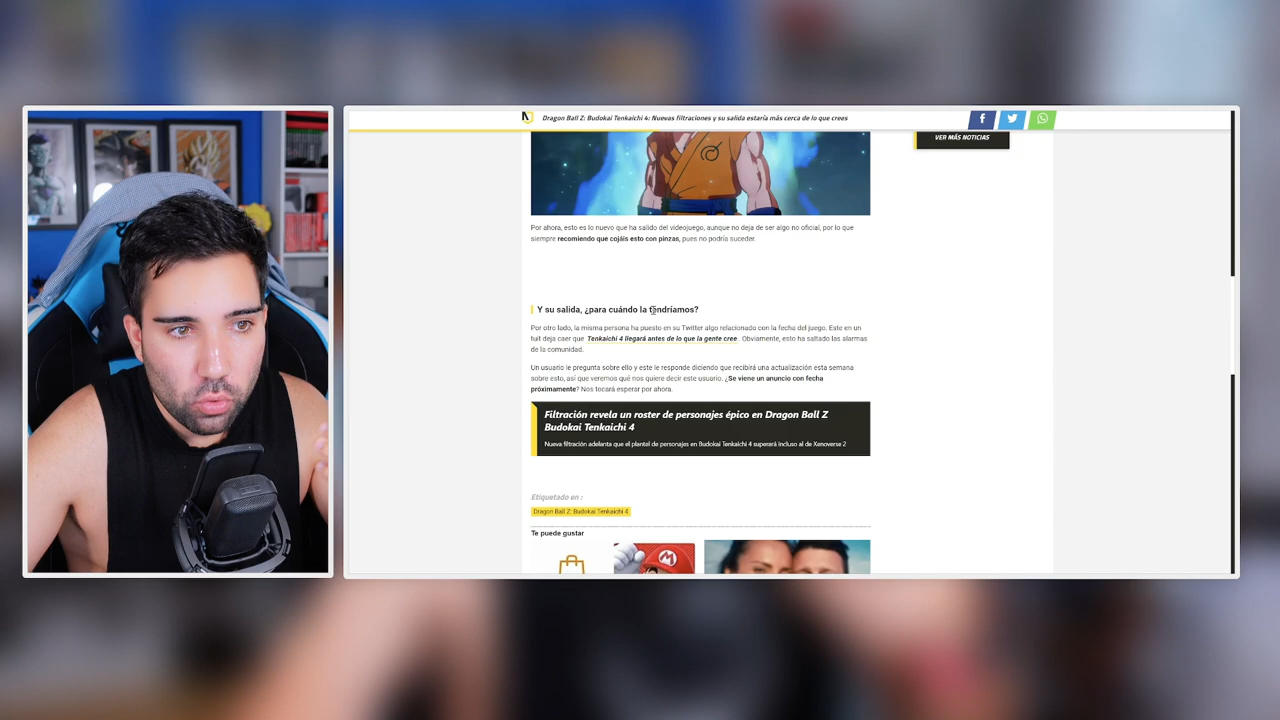 Dragon Ball Z: Budokai Tenkaichi 4: Nuevas filtraciones y su salida estaría más cerca de lo que crees
VER MÁS NOTICIAS
Por ahora, esto es lo nuevo que ha salido del videojuego, aunque no deja de ser algo no oficial, por lo que
siempre recomiendo que cojáis esto con pinzas, pues no podría suceder.
Y su salida, ¿para cuándo la tendríamos?
Por otro lado, la misma persona ha puesto en su Twitter algo relacionado con la fecha del juego. Este en un
tuit deja caer que Tenkaichi 4 llegará antes de lo que la gente cree. Obviamente, esto ha saltado las alarmas
de la comunidad.
Un usuario le pregunta sobre ello y este le responde diciendo que recibirá una actualización esta semana
sobre esto, así que veremos qué nos quiere decir este usuario. ¿Se viene un anuncio con fecha
próximamente? Nos tocará esperar por ahora.
Filtración revela un roster de personajes épico en Dragon Ball Z
Budokai Tenkaichi 4
Nueva filtración adelanta que el plantel de personajes en Budokai Tenkaichi 4 superará incluso al de Xenoverse 2
Etiquetado en :
Dragon Ball Z: Budokai Tenkaichi 4
Te puede gustar
M